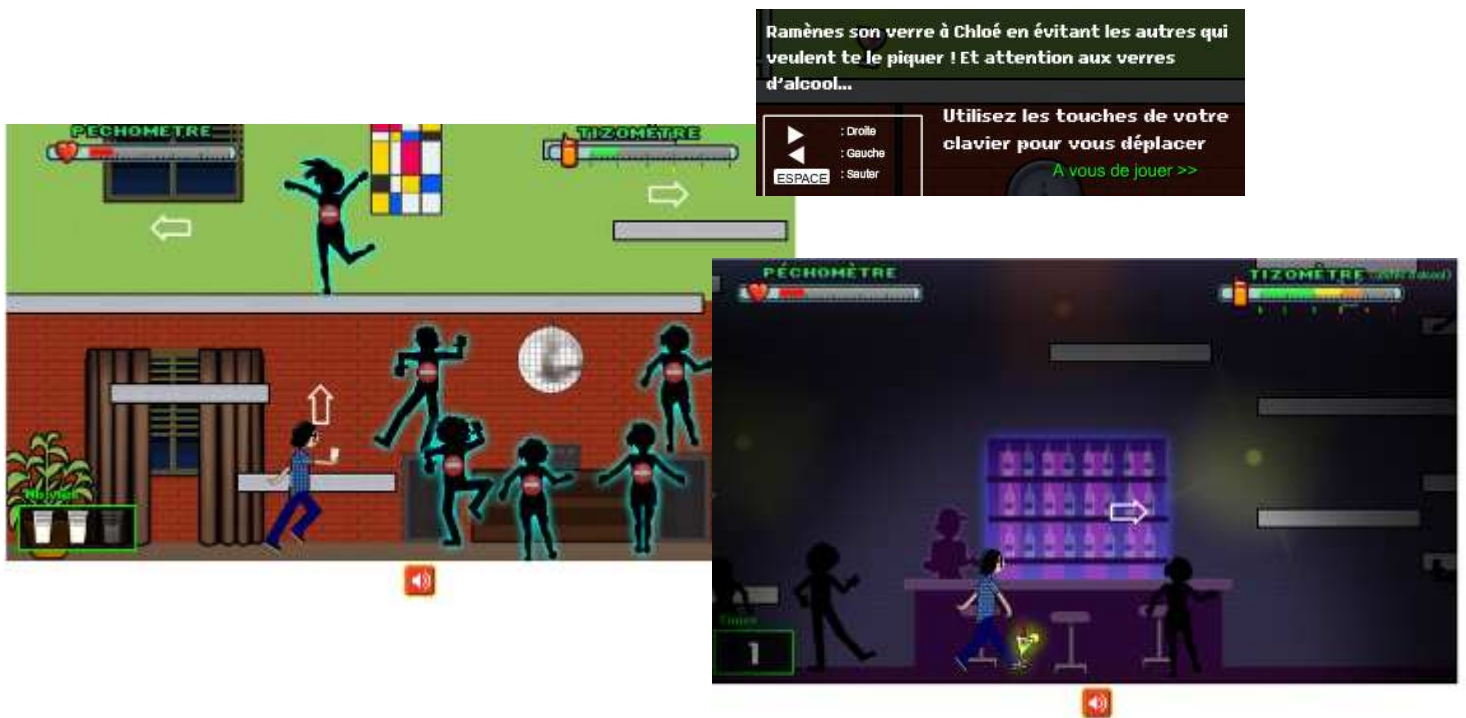 Ramènes son verre à Chloé en évitant les autres qui
veulent te le piquer ! Et attention aux verres
d'alcool...
Utilisez les touches de votre
clavier pour vous déplacer
: Droite
: Gauche
ESPACE : Sauter
A vous de jouer >>
PÉCHOMÈTRE
TIZOMÈTRE
PÉCHOMÈTRE
TIZOMÈTRE
1